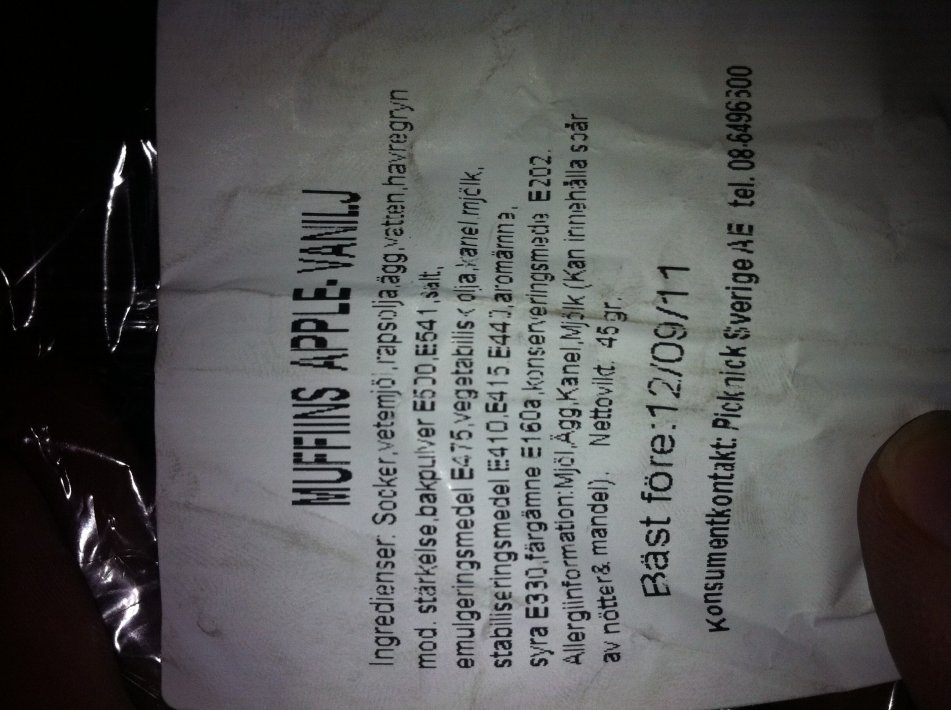 MUFFIINS APPLE-VANILJ
Ingredienser: Socker,vetemjöl,rapsolja,ägg,vatten,havregryn
mod. stärkelse,bakpulver E500,E541,salt,
emulgeringsmedel E475,vegetabilisk olja,kanel,mjölk,
stabiliseringsmedel E410,E415 E440,aromämne,
syra E330,färgämne E160a,konserveringsmede E202.
Allergiinformation:Mjöl,Ägg,Kanel,Mjölk (Kan innehålla spår
av nötter& mandel). Nettovikt. 45 gr.
Bäst före:12/09/11
Konsumentkontakt: Picknick Sverige AB tel. 08-6496300